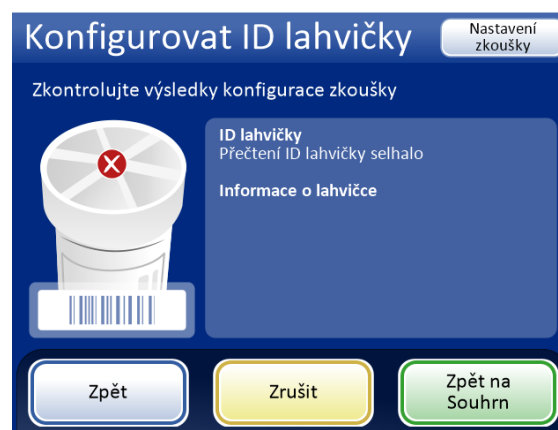 Konfigurovat ID lahvičky
Nastavení
zkoušky
Zkontrolujte výsledky konfigurace zkoušky
ID lahvičky
Přečtení ID lahvičky selhalo
Informace o lahvičce
Zpět
Zrušit
Zpět na
Souhrn